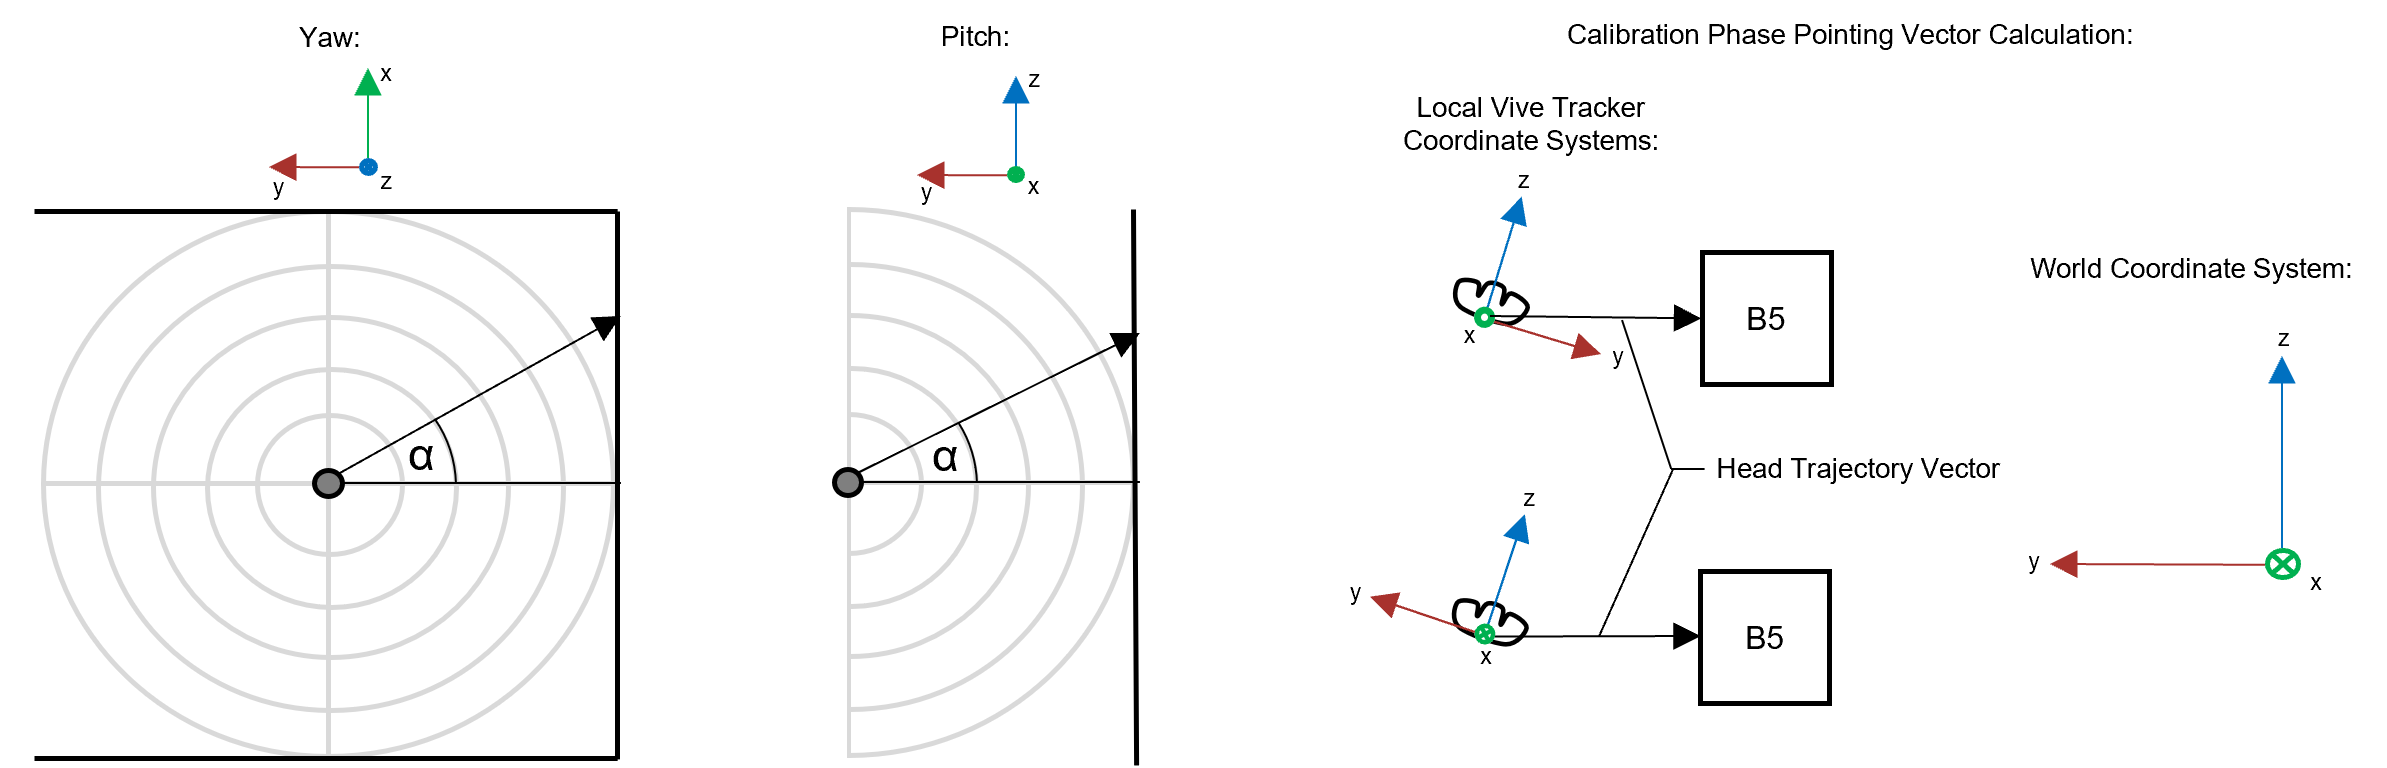 Yaw:
x
y
z
α
Pitch:
z
y
x
α
Calibration Phase Pointing Vector Calculation:
Local Vive Tracker
Coordinate Systems:
z
x
y
B5
Head Trajectory Vector
z
y
x
B5
World Coordinate System:
z
y
x